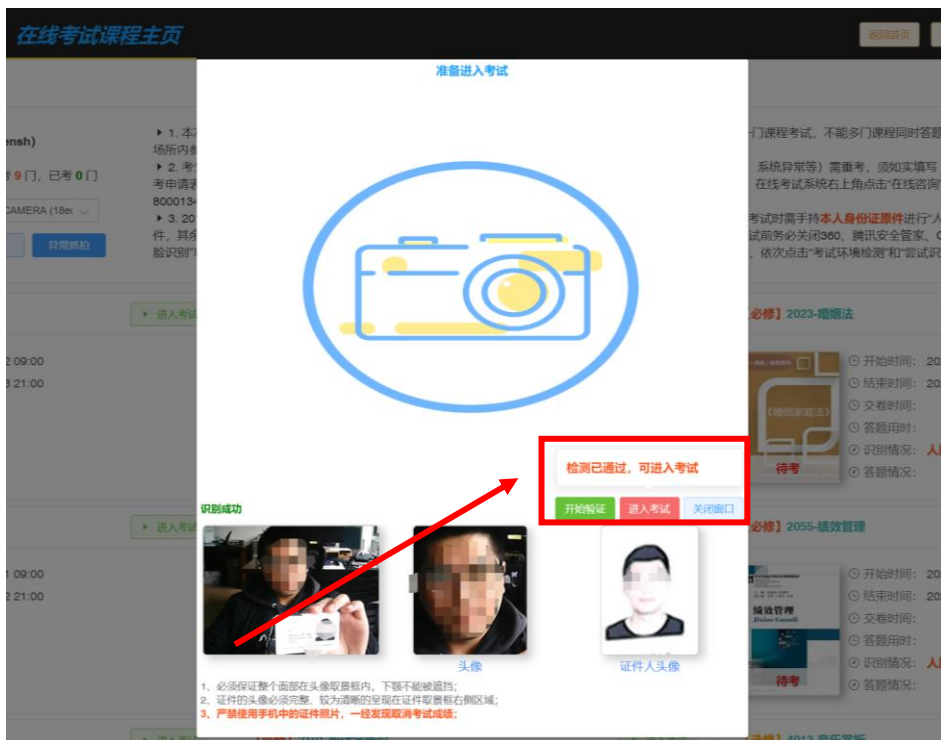 在线考试课程主页
返回首页
准备进入考试
ensh)
考 9 门, 已考 0 门
CAMERA (18ec
异常抓拍
▸ 1. 本
场所内参
▸ 2. 考
考申请表
8000134
▸ 3. 20
件,其余
脸识别"
一门课程考试,不能多门课程同时答题
系统异常等)需重考,须如实填写
在线考试系统右上角点击"在线咨询"
考试时需手持本人身份证原件进行"人
试前务必关闭360、腾讯安全管家、
,依次点击"考试环境检测"和"尝试识
▸ 进入考试
必修】2023-婚姻法
2 09:00
3 21:00
《婚姻家庭法》
待考
开始时间: 20
结束时间: 20
交卷时间:
答题用时:
识别情况: 人
答题情况:
检测已通过,可进入考试
开始验证 进入考试 关闭窗口
识别成功
▸ 进入考试
必修】2055-绩效管理
1 09:00
2 21:00
绩效管理
Jixiao Guanli
待考
开始时间: 20
结束时间: 20
交卷时间:
答题用时:
识别情况: 人
答题情况:
头像
证件人头像
1、必须保证整个面部在头像取景框内,下颚不能被遮挡;
2、证件的头像必须完整、较为清晰的呈现在证件取景框右侧区域;
3、严禁使用手机中的证件照片,一经发现取消考试成绩;